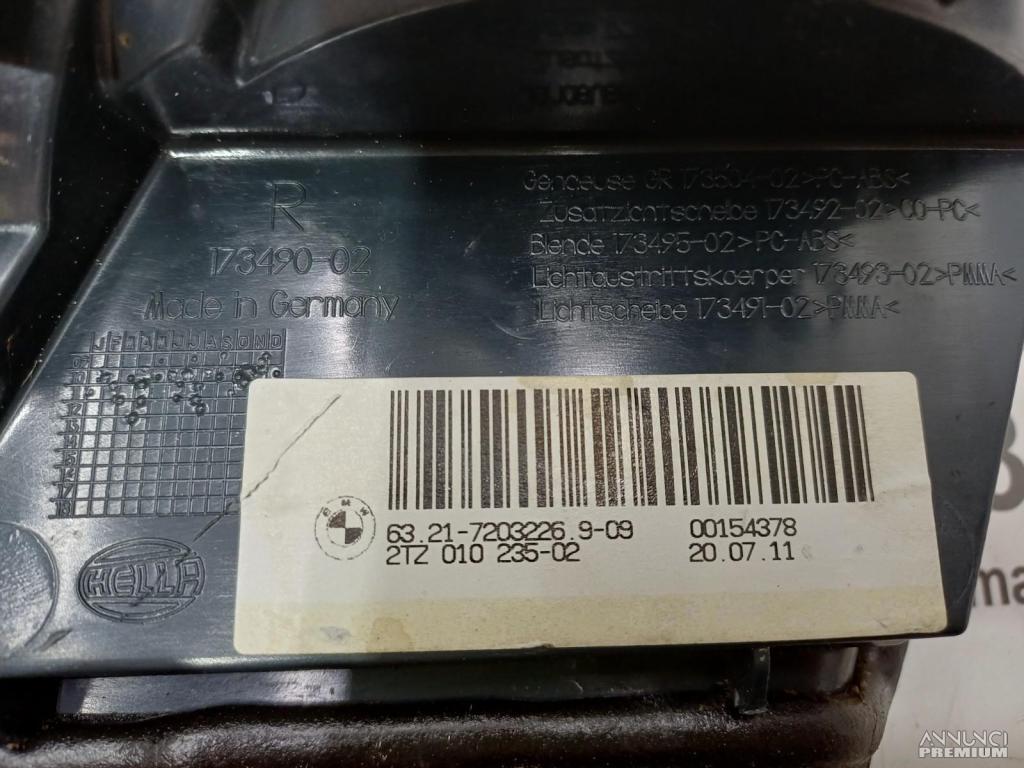 R
173490-02
Made in Germany
Gehaeuse GR 173504-02>PC-ABS<
Zusatzlichtscheibe 173492-02>CO-PC<
Blende 173495-02>PC-ABS<
Lichtaustrittskoerper 173493-02>PMMA<
Lichtscheibe 173491-02>PMMA<
JFMAMJJASOND
HELLA
BMW
63.21-7203226.9-09 00154378
2TZ 010 235-02 20.07.11
ANNUNCI
PREMIUM